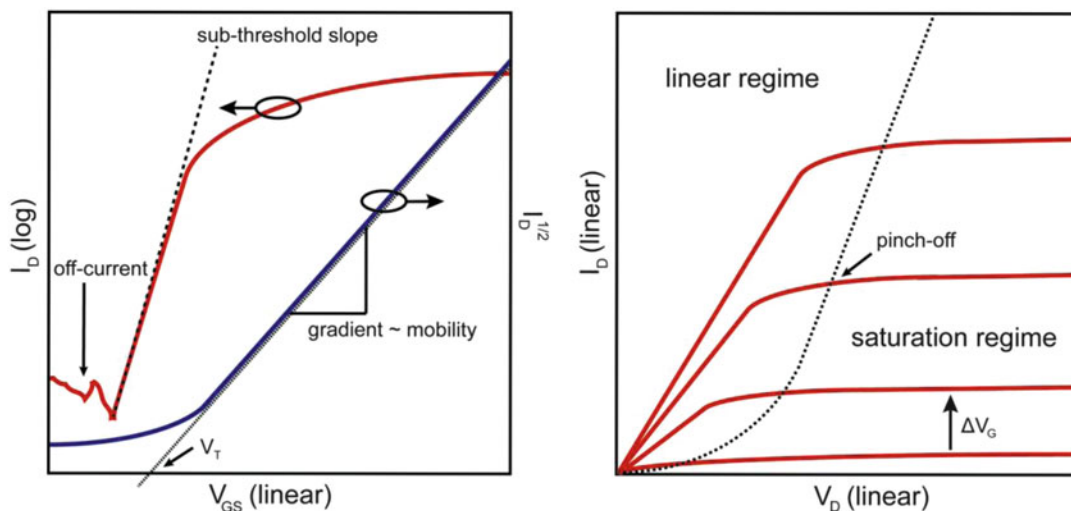 sub-threshold slope
I_D (log)
off-current
I_D^1/2
gradient ~ mobility
V_T
V_GS (linear)
linear regime
I_D (linear)
pinch-off
saturation regime
ΔV_G
V_D (linear)